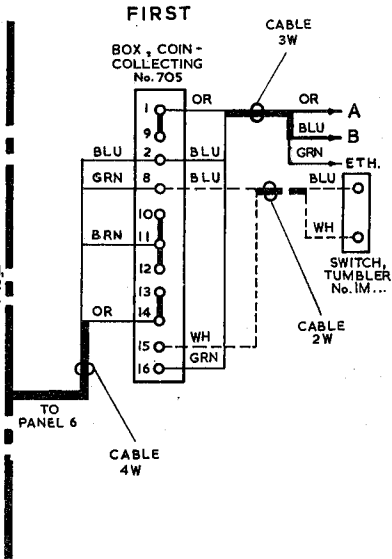 FIRST
BOX, COIN-
COLLECTING
No. 705
CABLE
3W
1
OR
OR
A
9
BLU
B
BLU
2
BLU
GRN
ETH.
GRN
8
BLU
BLU
10
BRN
11
WH
12
SWITCH,
TUMBLER
No. 1M...
13
OR
14
CABLE
2W
15
WH
16
GRN
TO
PANEL 6
CABLE
4W